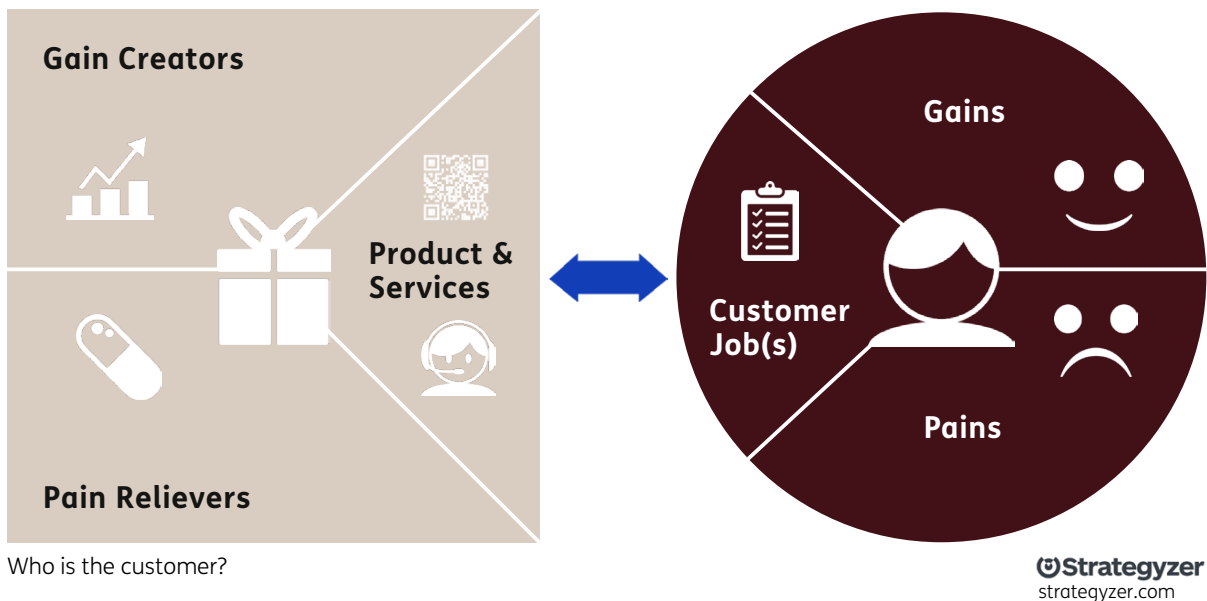 Gain Creators
Product &
Services
Pain Relievers
Gains
Customer
Job(s)
Pains
Who is the customer?
Strategyzer
strategyzer.com